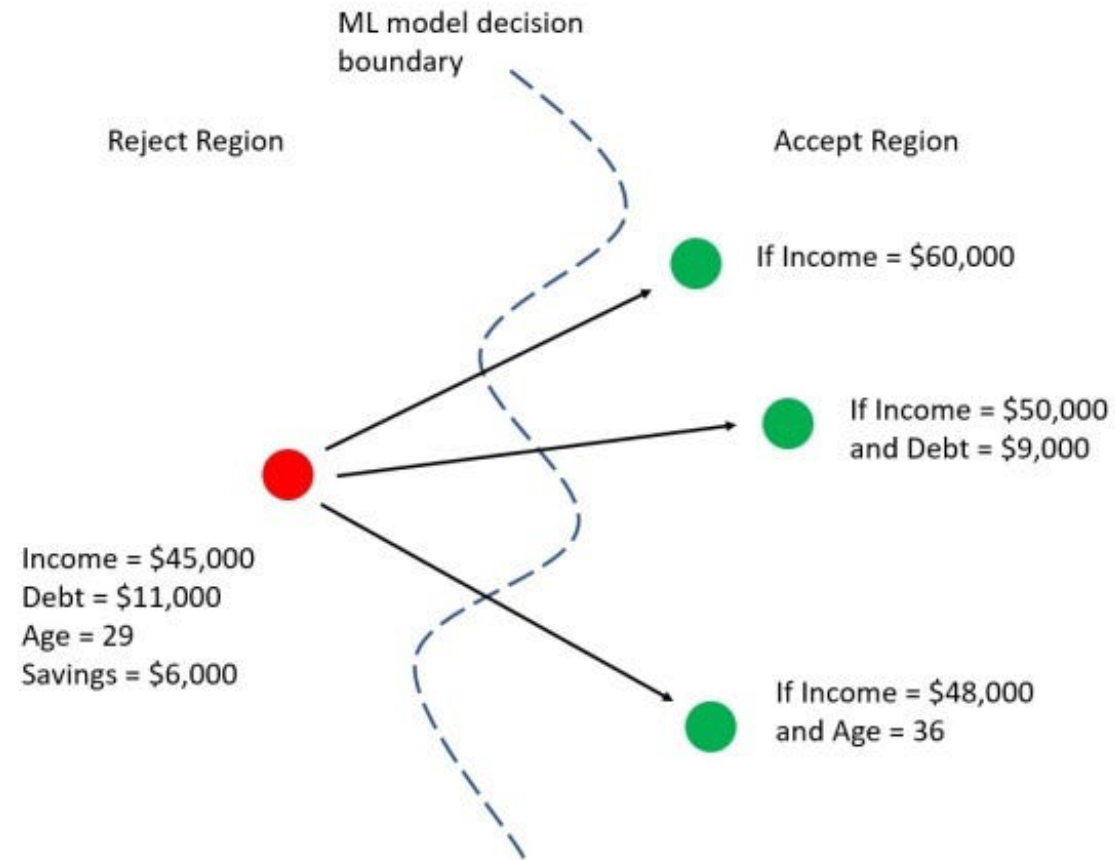 ML model decision
boundary
Reject Region
Accept Region
If Income = $60,000
If Income = $50,000
and Debt = $9,000
Income = $45,000
Debt = $11,000
Age = 29
Savings = $6,000
If Income = $48,000
and Age = 36